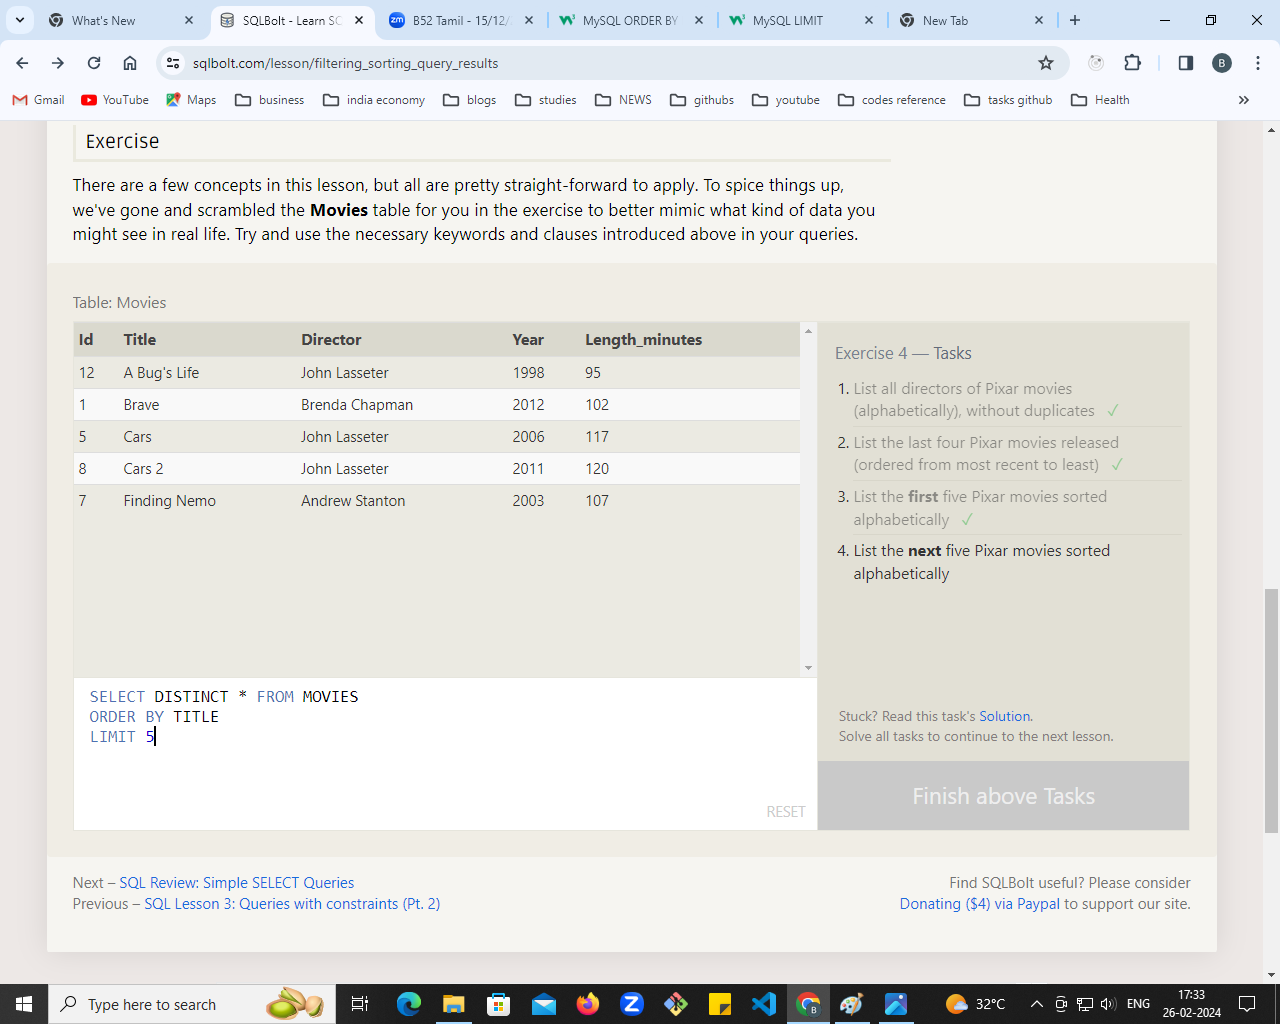 What's New
SQLBolt - Learn SQ
B52 Tamil - 15/12/
MySQL ORDER BY
MySQL LIMIT
New Tab
sqlbolt.com/lesson/filtering_sorting_query_results
B
Gmail
YouTube
Maps
business
india economy
blogs
studies
NEWS
githubs
youtube
codes reference
tasks github
Health
Exercise
There are a few concepts in this lesson, but all are pretty straight-forward to apply. To spice things up,
we've gone and scrambled the Movies table for you in the exercise to better mimic what kind of data you
might see in real life. Try and use the necessary keywords and clauses introduced above in your queries.
Table: Movies
Id Title Director Year Length_minutes
12 A Bug's Life John Lasseter 1998 95
1 Brave Brenda Chapman 2012 102
5 Cars John Lasseter 2006 117
8 Cars 2 John Lasseter 2011 120
7 Finding Nemo Andrew Stanton 2003 107
SELECT DISTINCT * FROM MOVIES
ORDER BY TITLE
LIMIT 5
RESET
Exercise 4 — Tasks
1. List all directors of Pixar movies
(alphabetically), without duplicates ✓
2. List the last four Pixar movies released
(ordered from most recent to least) ✓
3. List the first five Pixar movies sorted
alphabetically ✓
4. List the next five Pixar movies sorted
alphabetically
Stuck? Read this task's Solution.
Solve all tasks to continue to the next lesson.
Finish above Tasks
Next – SQL Review: Simple SELECT Queries
Previous – SQL Lesson 3: Queries with constraints (Pt. 2)
Find SQLBolt useful? Please consider
Donating ($4) via Paypal to support our site.
Type here to search
32°C
ENG
17:33
26-02-2024